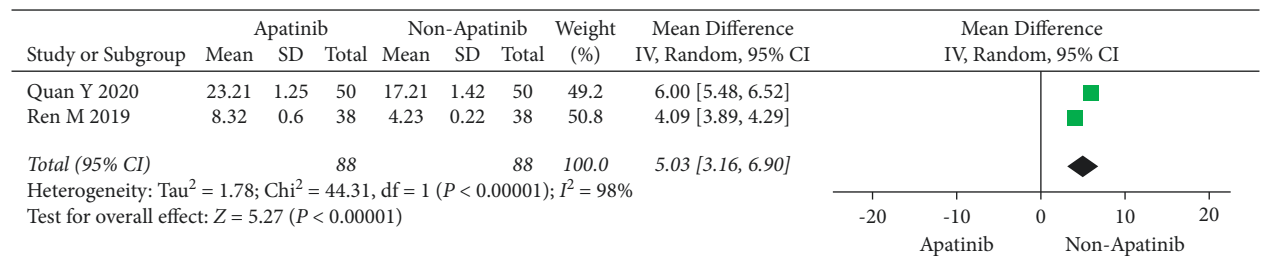 Apatinib Non-Apatinib Weight Mean Difference Mean Difference
Study or Subgroup Mean SD Total Mean SD Total (%) IV, Random, 95% CI IV, Random, 95% CI
Quan Y 2020 23.21 1.25 50 17.21 1.42 50 49.2 6.00 [5.48, 6.52]
Ren M 2019 8.32 0.6 38 4.23 0.22 38 50.8 4.09 [3.89, 4.29]
Total (95% CI) 88 88 100.0 5.03 [3.16, 6.90]
Heterogeneity: Tau² = 1.78; Chi² = 44.31, df = 1 (P < 0.00001); I² = 98%
Test for overall effect: Z = 5.27 (P < 0.00001)
-20 -10 0 10 20
Apatinib Non-Apatinib